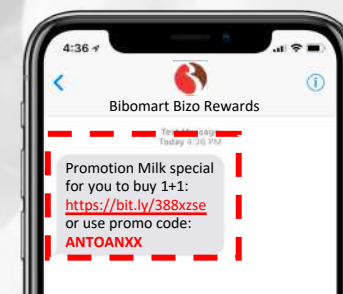 4:36
Bibomart Bizo Rewards
Text Message
Today 4:36 PM
Promotion Milk special
for you to buy 1+1:
https://bit.ly/388xzse
or use promo code:
ANTOANXX